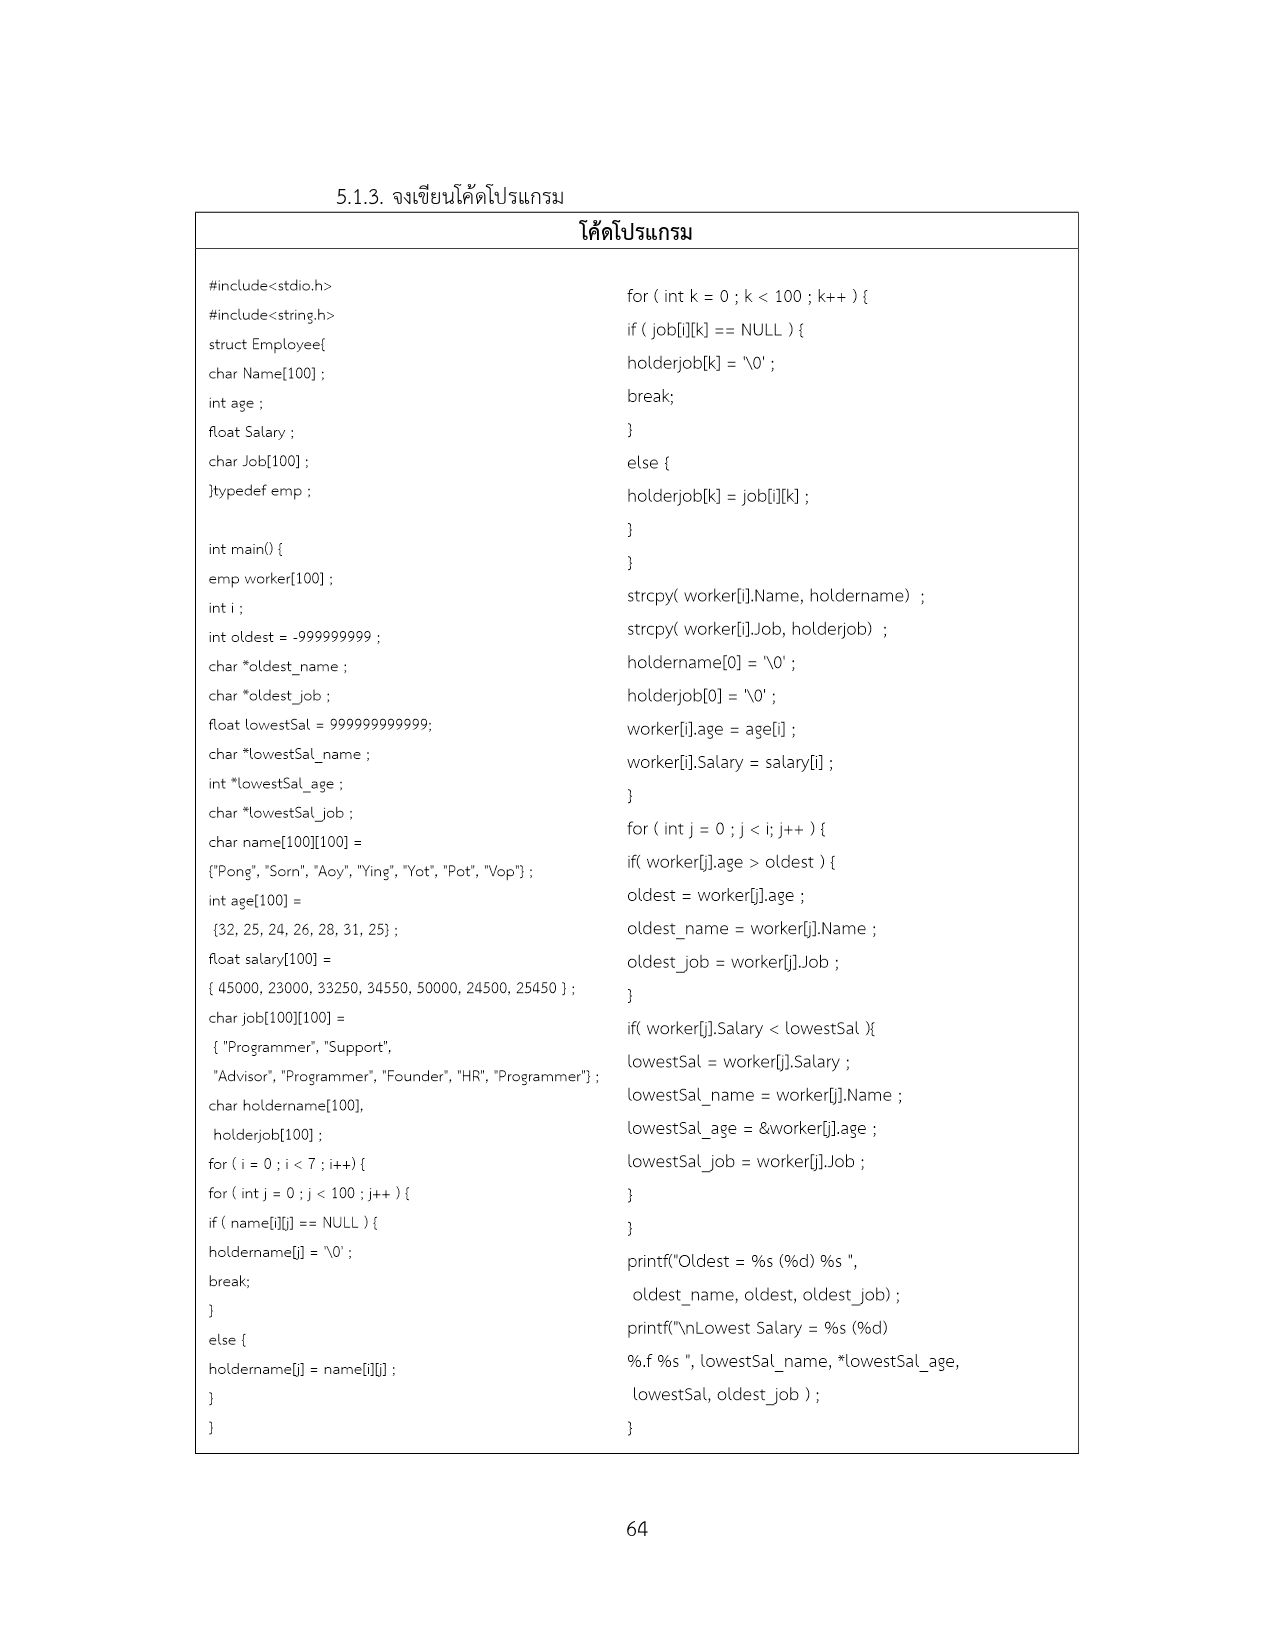 5.1.3. จงเขียนโค้ดโปรแกรม
โค้ดโปรแกรม
#include<stdio.h>
#include<string.h>
struct Employee{
char Name[100] ;
int age ;
float Salary ;
char Job[100] ;
}typedef emp ;
int main() {
emp worker[100] ;
int i ;
int oldest = -999999999 ;
char *oldest_name ;
char *oldest_job ;
float lowestSal = 999999999999;
char *lowestSal_name ;
int *lowestSal_age ;
char *lowestSal_job ;
char name[100][100] =
{"Pong", "Sorn", "Aoy", "Ying", "Yot", "Pot", "Vop"} ;
int age[100] =
{32, 25, 24, 26, 28, 31, 25} ;
float salary[100] =
{ 45000, 23000, 33250, 34550, 50000, 24500, 25450 } ;
char job[100][100] =
{ "Programmer", "Support",
"Advisor", "Programmer", "Founder", "HR", "Programmer"} ;
char holdername[100],
holderjob[100] ;
for ( i = 0 ; i < 7 ; i++) {
for ( int j = 0 ; j < 100 ; j++ ) {
if ( name[i][j] == NULL ) {
holdername[j] = '\0' ;
break;
}
else {
holdername[j] = name[i][j] ;
}
}
for ( int k = 0 ; k < 100 ; k++ ) {
if ( job[i][k] == NULL ) {
holderjob[k] = '\0' ;
break;
}
else {
holderjob[k] = job[i][k] ;
}
}
strcpy( worker[i].Name, holdername) ;
strcpy( worker[i].Job, holderjob) ;
holdername[0] = '\0' ;
holderjob[0] = '\0' ;
worker[i].age = age[i] ;
worker[i].Salary = salary[i] ;
}
for ( int j = 0 ; j < i; j++ ) {
if( worker[j].age > oldest ) {
oldest = worker[j].age ;
oldest_name = worker[j].Name ;
oldest_job = worker[j].Job ;
}
if( worker[j].Salary < lowestSal ){
lowestSal = worker[j].Salary ;
lowestSal_name = worker[j].Name ;
lowestSal_age = &worker[j].age ;
lowestSal_job = worker[j].Job ;
}
}
printf("Oldest = %s (%d) %s ",
oldest_name, oldest, oldest_job) ;
printf("\nLowest Salary = %s (%d)
%.f %s ", lowestSal_name, *lowestSal_age,
lowestSal, oldest_job ) ;
}
64